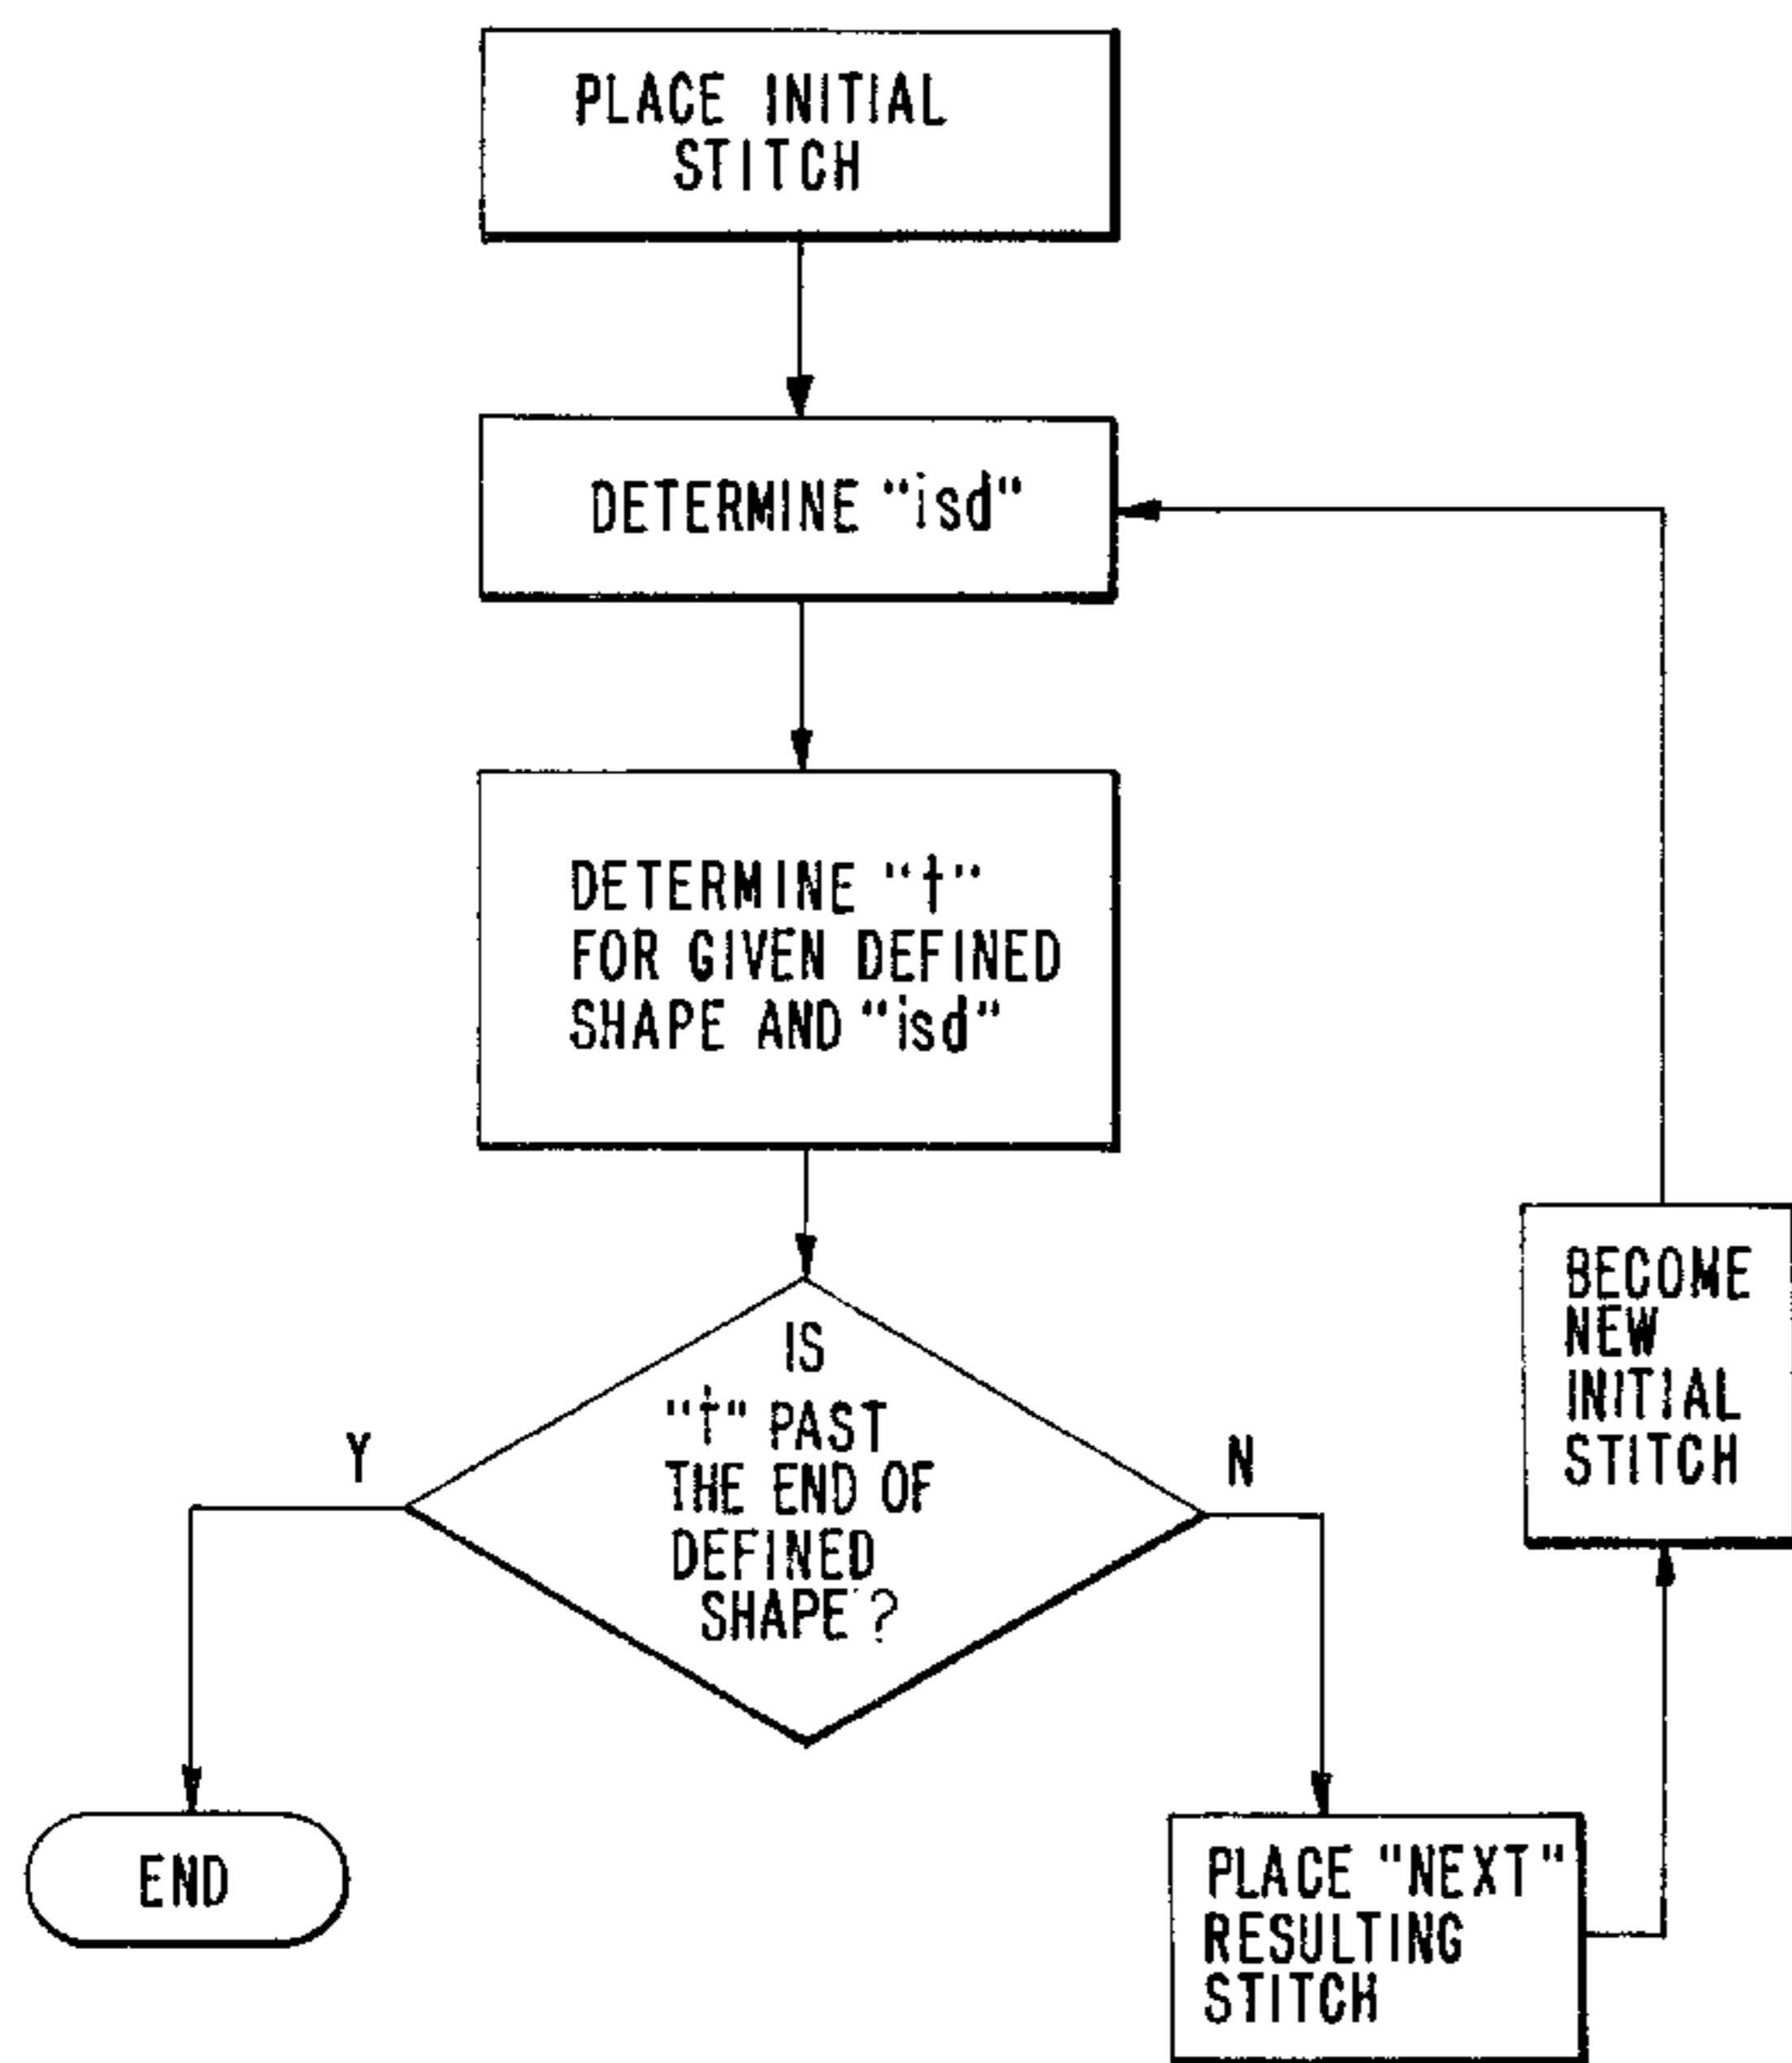 PLACE INITIAL
STITCH
DETERMINE "isd"
DETERMINE "t"
FOR GIVEN DEFINED
SHAPE AND "isd"
IS
"t" PAST
THE END OF
DEFINED
SHAPE?
Y
N
END
PLACE "NEXT"
RESULTING
STITCH
BECOME
NEW
INITIAL
STITCH